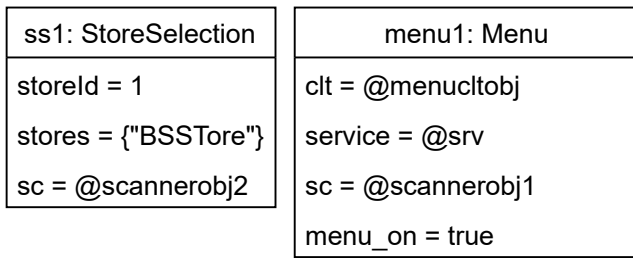 ss1: StoreSelection
storeId = 1
stores = {"BSSTore"}
sc = @scannerobj2
menu1: Menu
clt = @menucltobj
service = @srv
sc = @scannerobj1
menu_on = true